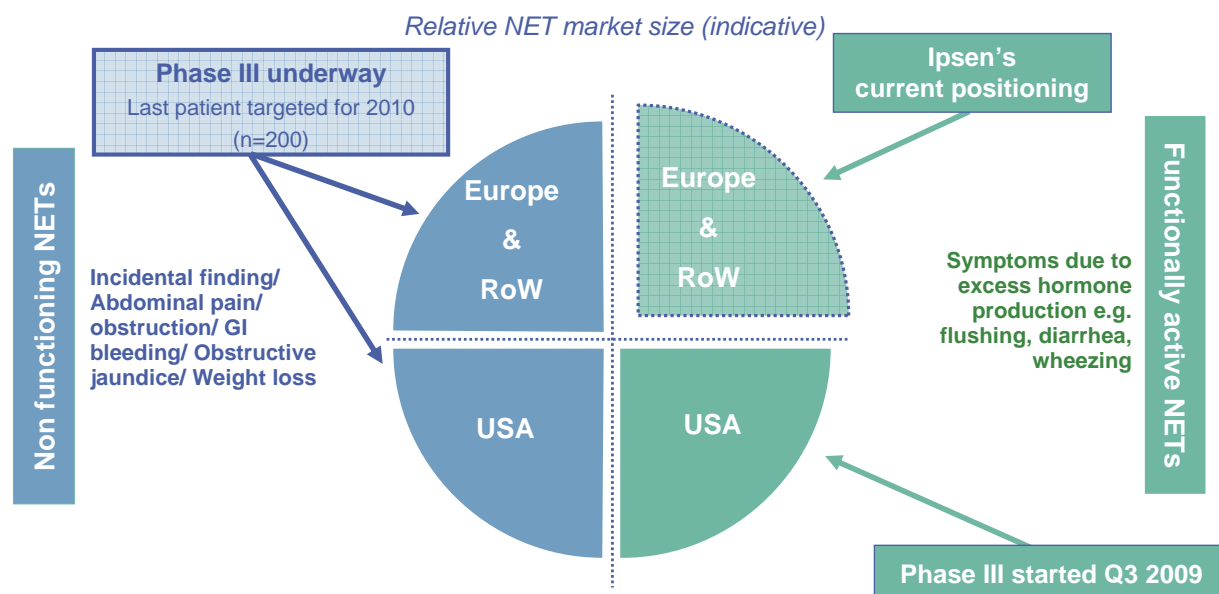 Relative NET market size (indicative)
Phase III underway
Last patient targeted for 2010
(n=200)
Ipsen's
current positioning
Non functioning NETs
Incidental finding/
Abdominal pain/
obstruction/ GI
bleeding/ Obstructive
jaundice/ Weight loss
Europe
&
RoW
Europe
&
RoW
USA
USA
Symptoms due to
excess hormone
production e.g.
flushing, diarrhea,
wheezing
Functionally active NETs
Phase III started Q3 2009